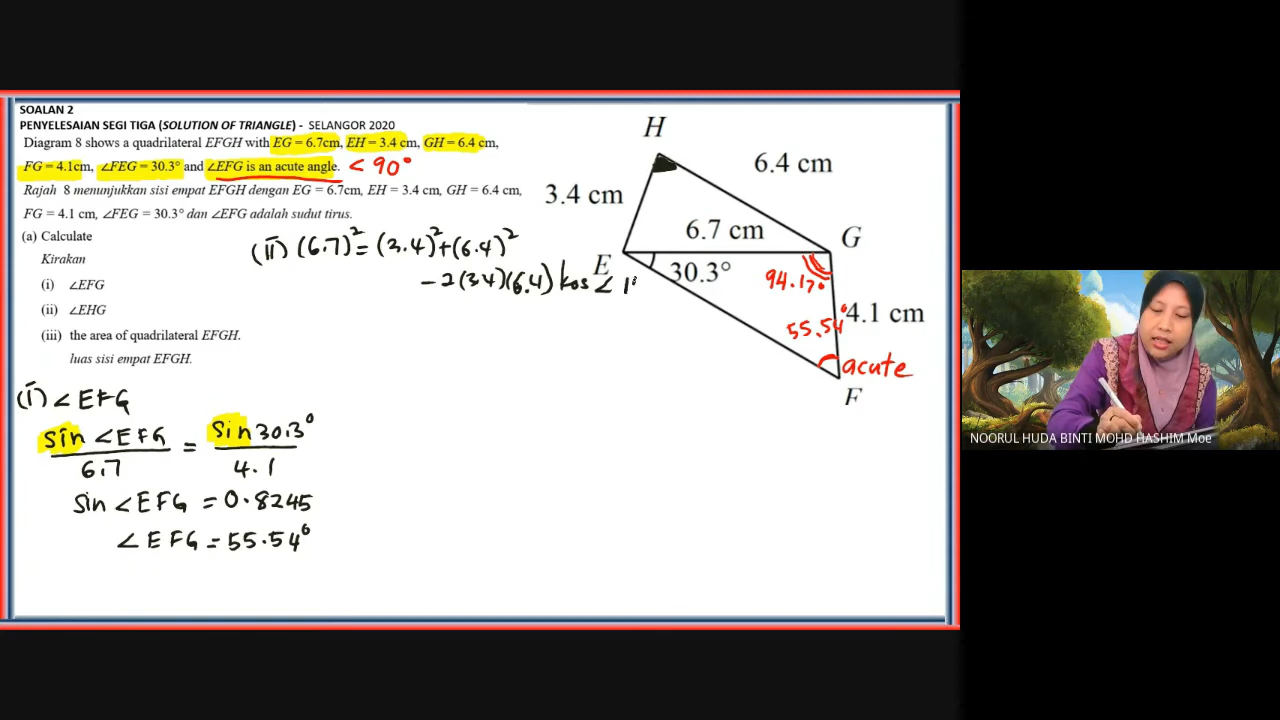 SOALAN 2
PENYELESAIAN SEGI TIGA (SOLUTION OF TRIANGLE) - SELANGOR 2020
Diagram 8 shows a quadrilateral EFGH with EG = 6.7cm, EH = 3.4 cm, GH = 6.4 cm,
FG = 4.1cm, ∠FEG = 30.3° and ∠EFG is an acute angle. < 90°
Rajah 8 menunjukkan sisi empat EFGH dengan EG = 6.7cm, EH = 3.4 cm, GH = 6.4 cm,
FG = 4.1 cm, ∠FEG = 30.3° dan ∠EFG adalah sudut tirus.
(a) Calculate
Kirakan
(i) ∠EFG
(ii) ∠EHG
(iii) the area of quadrilateral EFGH.
luas sisi empat EFGH.
(ii) (6.7)² = (3.4)² + (6.4)²
- 2(3.4)(6.4) kos ∠
(i) ∠EFG
sin ∠EFG / 6.7 = sin 30.3° / 4.1
sin ∠EFG = 0.8245
∠EFG = 55.54°
H
6.4 cm
3.4 cm
6.7 cm
G
E
30.3°
94.17°
4.1 cm
55.54°
acute
F
NOORUL HUDA BINTI MOHD HASHIM Moe